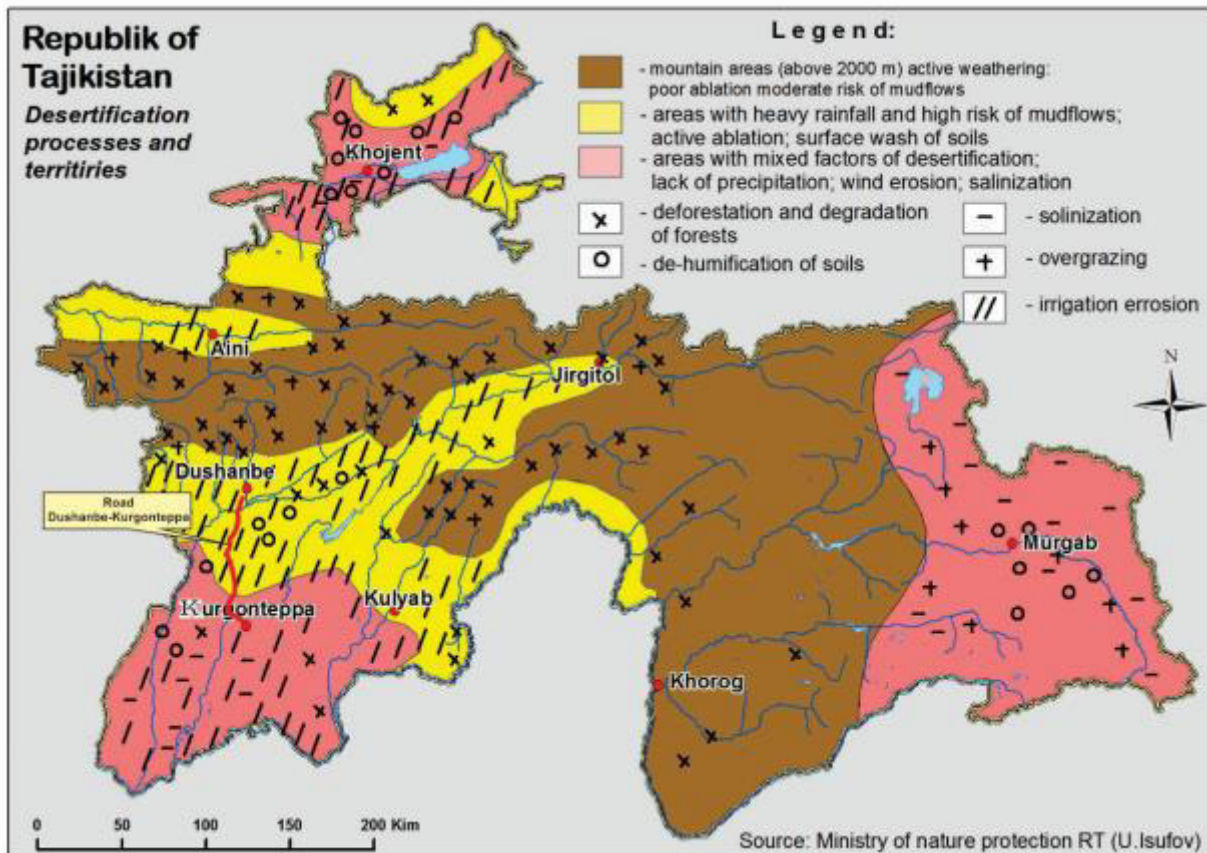 Republik of
Tajikistan
Desertification
processes and
territiries
Legend:
- mountain areas (above 2000 m) active weathering:
poor ablation moderate risk of mudflows
- areas with heavy rainfall and high risk of mudflows;
active ablation; surface wash of soils
- areas with mixed factors of desertification;
lack of precipitation; wind erosion; salinization
- deforestation and degradation
of forests
- de-humification of soils
- solinization
- overgrazing
- irrigation errosion
N
Khojent
Aini
Jirgitol
Dushanbe
Road
Dushanbe-Kurgonteppa
Kurgonteppa
Kulyab
Murgab
Khorog
0 50 100 150 200 Kim
Source: Ministry of nature protection RT (U.Isufov)